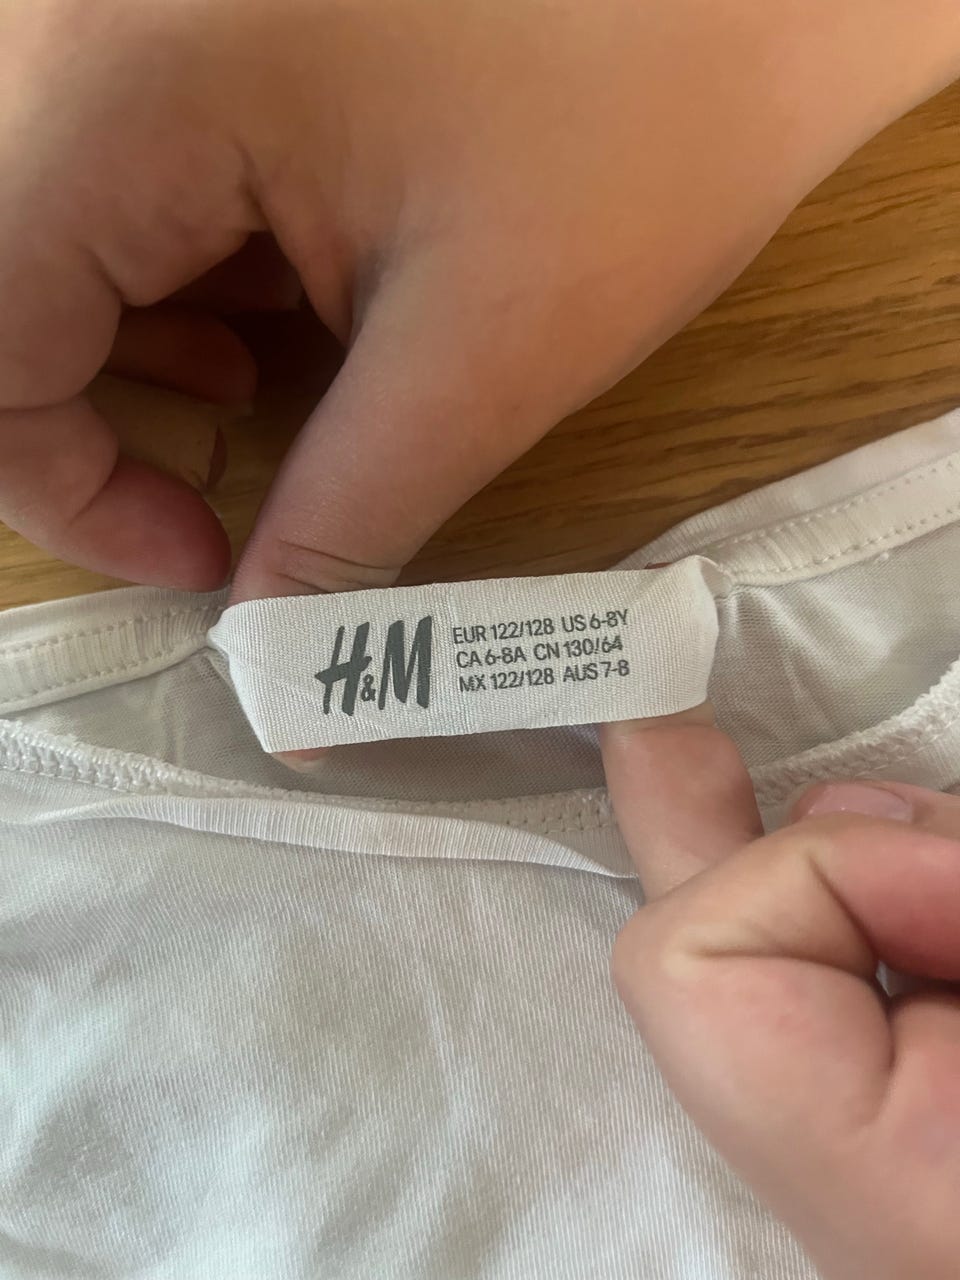 H&M
EUR 122/128 US 6-8Y
CA 6-8A CN 130/64
MX 122/128 AUS 7-8